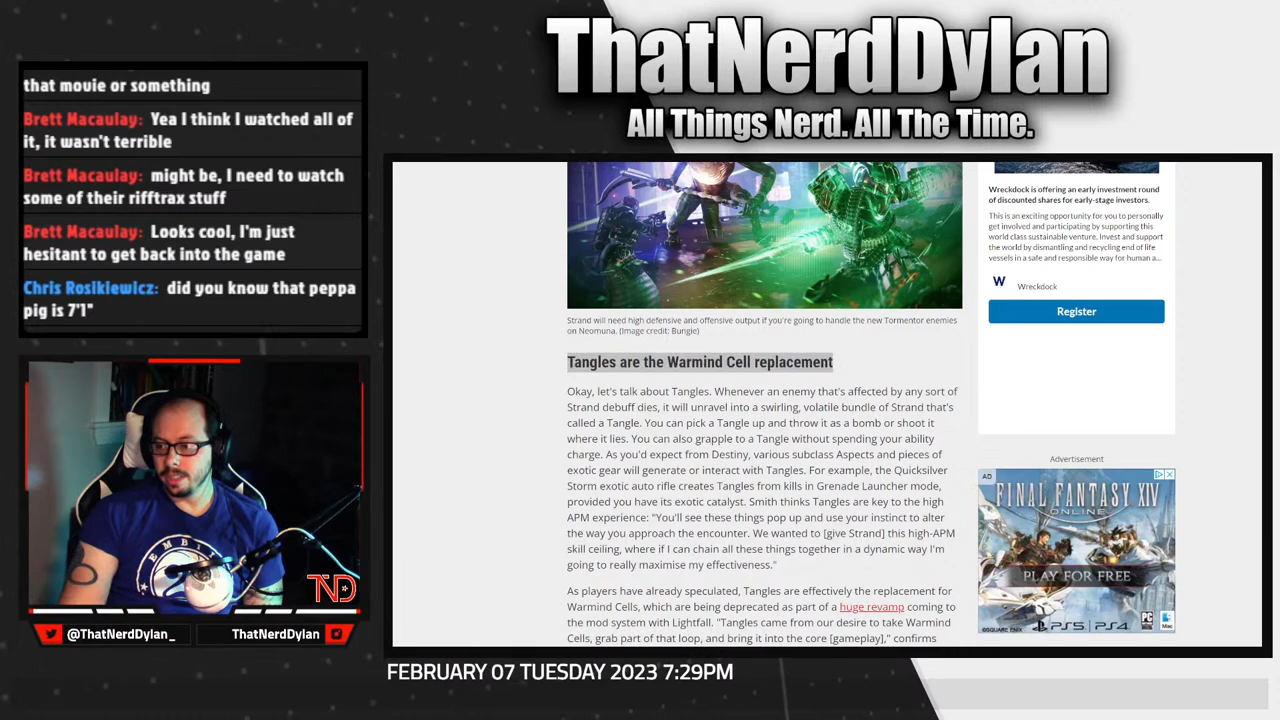 ThatNerdDylan
All Things Nerd. All The Time.
that movie or something
Brett Macaulay: Yea I think I watched all of
it, it wasn't terrible
Brett Macaulay: might be, I need to watch
some of their rifftrax stuff
Brett Macaulay: Looks cool, I'm just
hesitant to get back into the game
Chris Rosikiewicz: did you know that peppa
pig is 7'1"
TND
@ThatNerdDylan_
ThatNerdDylan
Strand will need high defensive and offensive output if you're going to handle the new Tormentor enemies
on Neomuna. (Image credit: Bungie)
Tangles are the Warmind Cell replacement
Okay, let's talk about Tangles. Whenever an enemy that's affected by any sort of
Strand debuff dies, it will unravel into a swirling, volatile bundle of Strand that's
called a Tangle. You can pick a Tangle up and throw it as a bomb or shoot it
where it lies. You can also grapple to a Tangle without spending your ability
charge. As you'd expect from Destiny, various subclass Aspects and pieces of
exotic gear will generate or interact with Tangles. For example, the Quicksilver
Storm exotic auto rifle creates Tangles from kills in Grenade Launcher mode,
provided you have its exotic catalyst. Smith thinks Tangles are key to the high
APM experience: "You'll see these things pop up and use your instinct to alter
the way you approach the encounter. We wanted to [give Strand] this high-APM
skill ceiling, where if I can chain all these things together in a dynamic way I'm
going to really maximise my effectiveness."
As players have already speculated, Tangles are effectively the replacement for
Warmind Cells, which are being deprecated as part of a huge revamp coming to
the mod system with Lightfall. "Tangles came from our desire to take Warmind
Cells, grab part of that loop, and bring it into the core [gameplay]," confirms
Wreckdock is offering an early investment round
of discounted shares for early-stage investors.
This is an exciting opportunity for you to personally
get involved and participating by supporting this
world class sustainable venture. Invest and support
the world by dismantling and recycling end of life
vessels in a safe and responsible way for human a...
W
Wreckdock
Register
Advertisement
AD
FINAL FANTASY XIV
ONLINE
PLAY FOR FREE
PC
Mac
©SQUARE ENIX
PS5 PS4
FEBRUARY 07 TUESDAY 2023 7:29PM